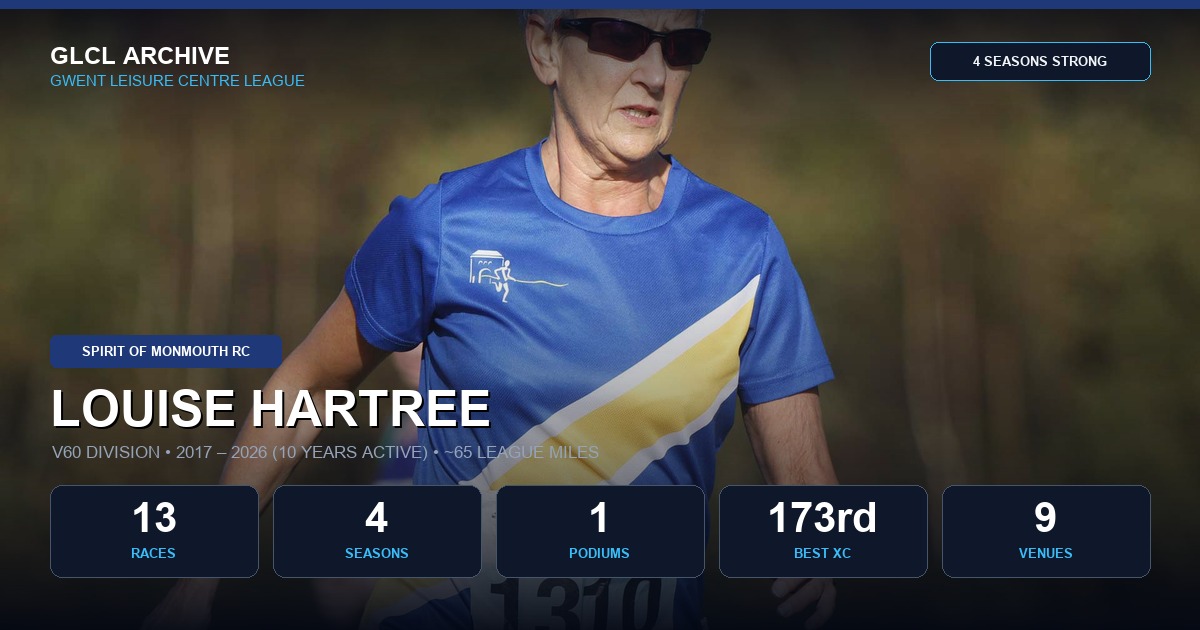 GLCL ARCHIVE
GWENT LEISURE CENTRE LEAGUE
4 SEASONS STRONG
SPIRIT OF MONMOUTH RC
LOUISE HARTREE
V60 DIVISION • 2017 – 2026 (10 YEARS ACTIVE) • ~65 LEAGUE MILES
13
RACES
4
SEASONS
1
PODIUMS
173rd
BEST XC
9
VENUES
1310